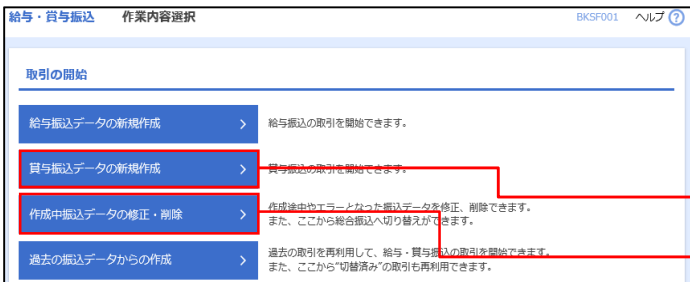 給与・賞与振込 作業内容選択 BKSF001 ヘルプ ?
取引の開始
給与振込データの新規作成 > 給与振込の取引を開始できます。
賞与振込データの新規作成 > 賞与振込の取引を開始できます。
作成中振込データの修正・削除 > 作成途中やエラーとなった振込データを修正、削除できます。
また、ここから総合振込へ切り替えができます。
過去の振込データからの作成 > 過去の取引を再利用して、給与・賞与振込の取引を開始できます。
また、ここから"切替済み"の取引も再利用できます。